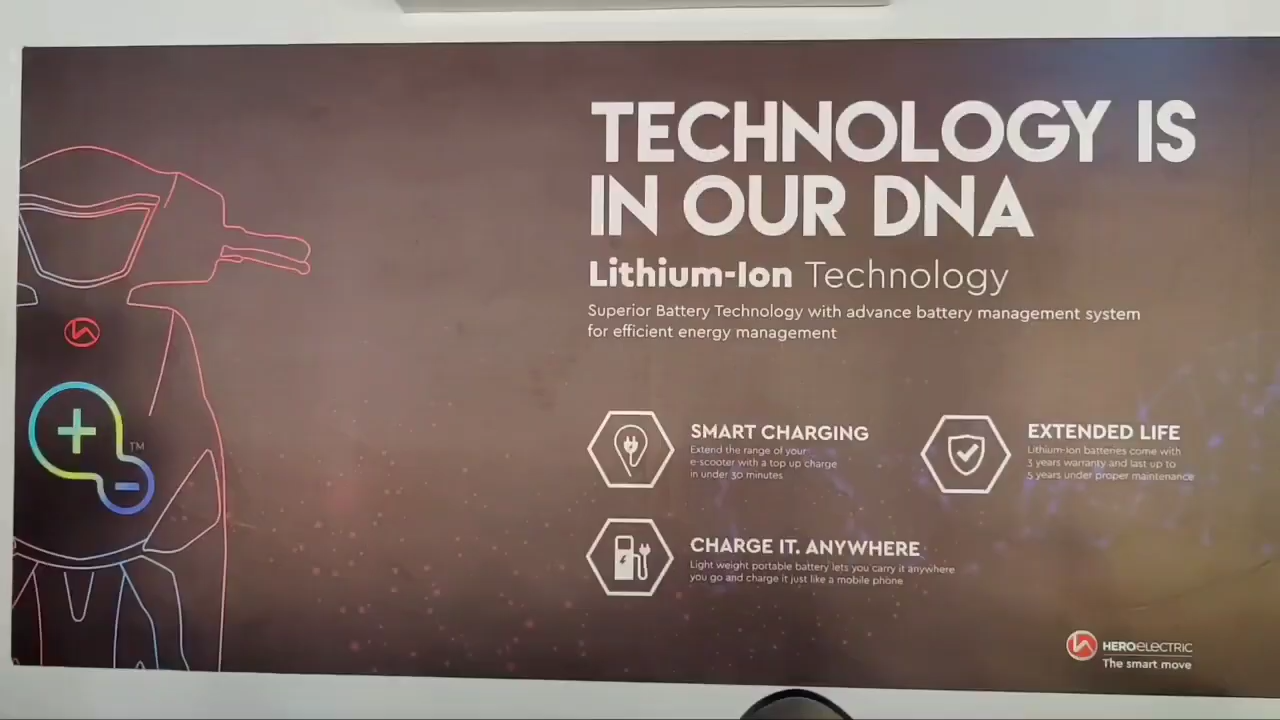 TECHNOLOGY IS
IN OUR DNA
Lithium-Ion Technology
Superior Battery Technology with advance battery management system
for efficient energy management
SMART CHARGING
Extend the range of your
e-scooter with a top up charge
in under 30 minutes
EXTENDED LIFE
Lithium-Ion batteries come with
3 years warranty and last up to
5 years under proper maintenance
CHARGE IT. ANYWHERE
Light weight portable battery lets you carry it anywhere
you go and charge it just like a mobile phone
TM
HEROELECTRIC
The smart move